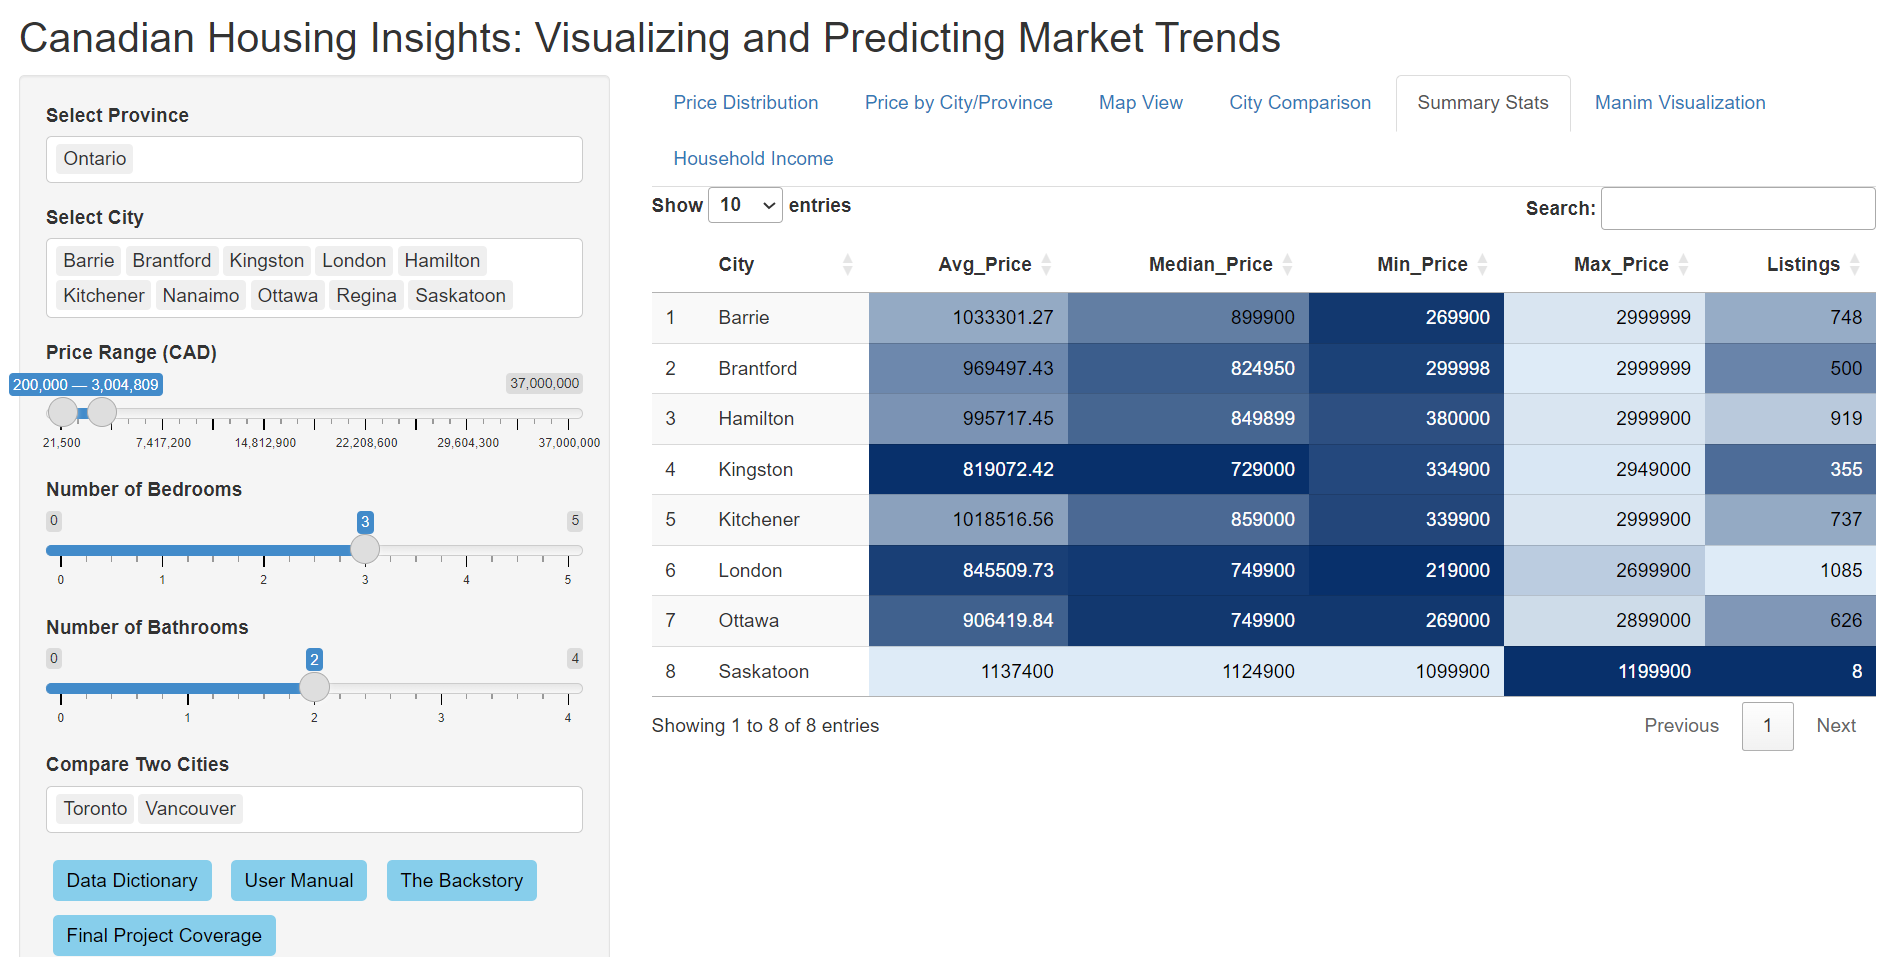 Canadian Housing Insights: Visualizing and Predicting Market Trends
Select Province
Ontario
Select City
Barrie Brantford Kingston London Hamilton
Kitchener Nanaimo Ottawa Regina Saskatoon
Price Range (CAD)
200,000 — 3,004,809 37,000,000
21,500 7,417,200 14,812,900 22,208,600 29,604,300 37,000,000
Number of Bedrooms
0 3 5
0 1 2 3 4 5
Number of Bathrooms
0 2 4
0 1 2 3 4
Compare Two Cities
Toronto Vancouver
Data Dictionary User Manual The Backstory
Final Project Coverage
Price Distribution Price by City/Province Map View City Comparison Summary Stats Manim Visualization
Household Income
Show 10 entries Search:
City Avg_Price Median_Price Min_Price Max_Price Listings
1 Barrie 1033301.27 899900 269900 2999999 748
2 Brantford 969497.43 824950 299998 2999999 500
3 Hamilton 995717.45 849899 380000 2999900 919
4 Kingston 819072.42 729000 334900 2949000 355
5 Kitchener 1018516.56 859000 339900 2999900 737
6 London 845509.73 749900 219000 2699900 1085
7 Ottawa 906419.84 749900 269000 2899000 626
8 Saskatoon 1137400 1124900 1099900 1199900 8
Showing 1 to 8 of 8 entries Previous 1 Next